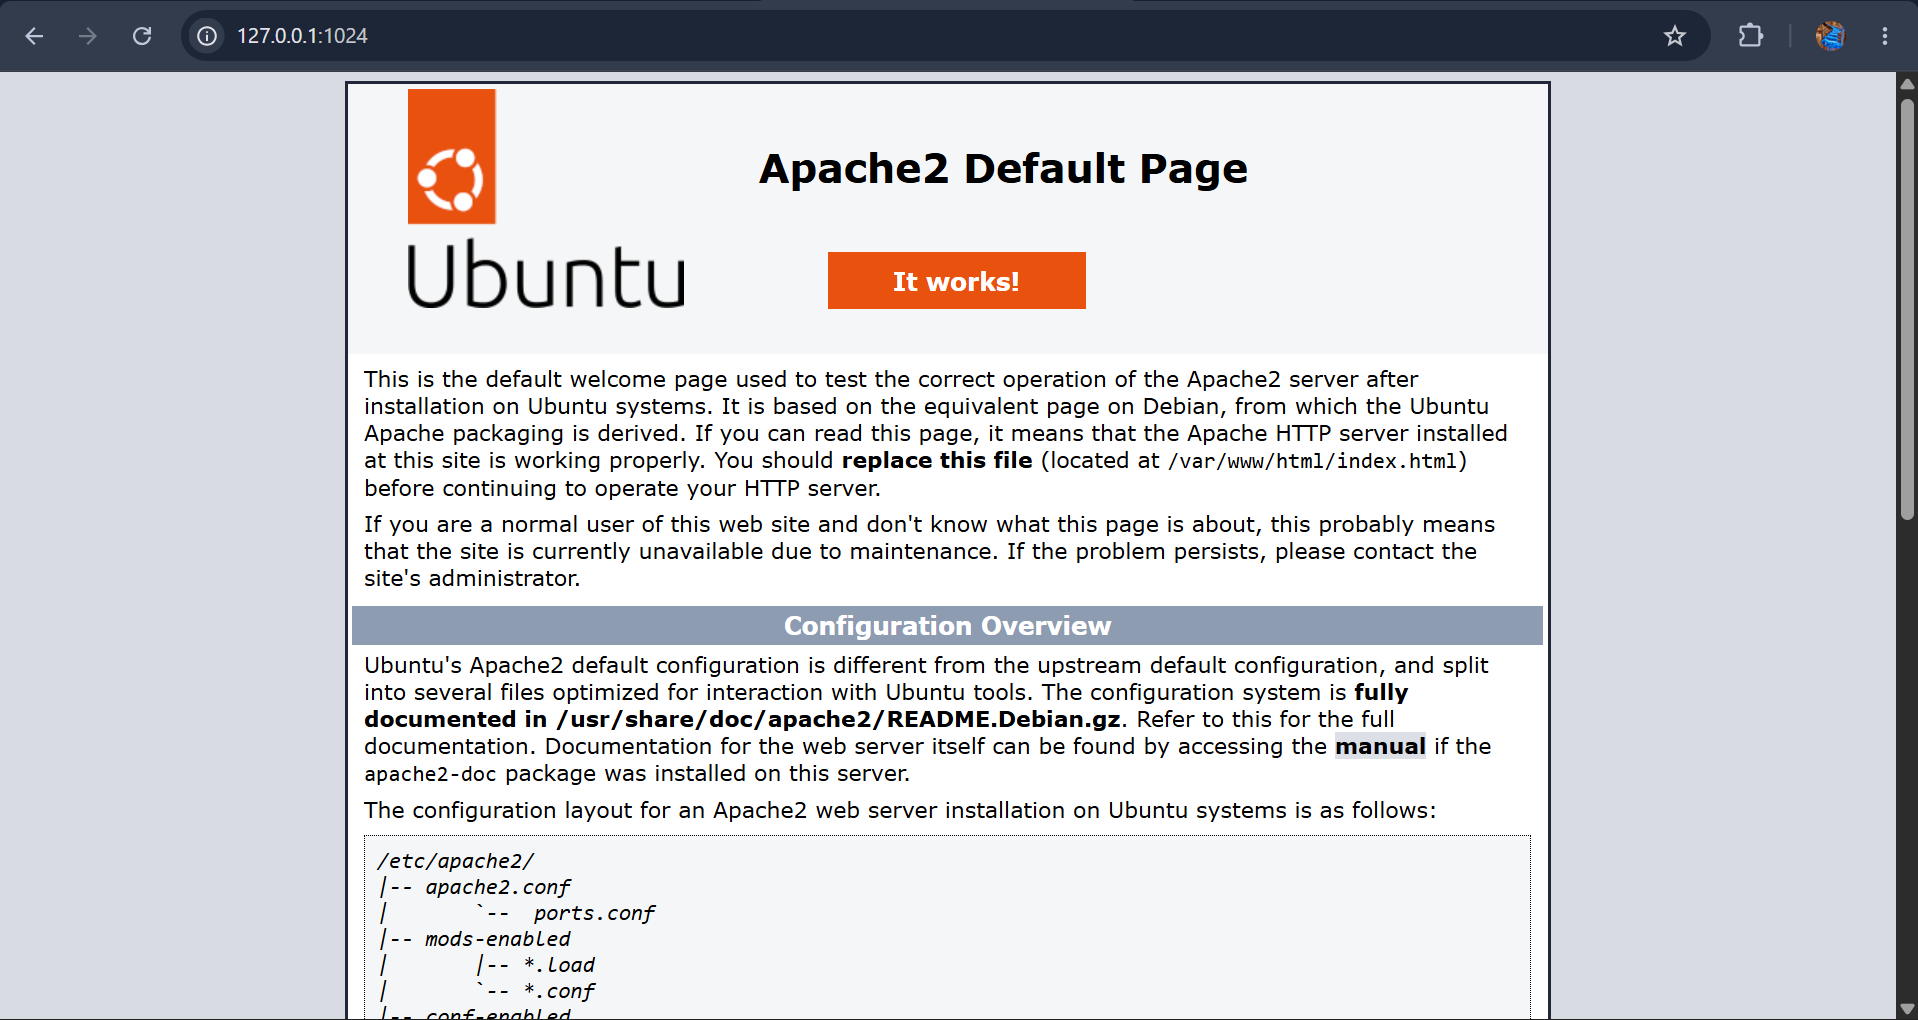 127.0.0.1:1024
Apache2 Default Page
Ubuntu
It works!
This is the default welcome page used to test the correct operation of the Apache2 server after
installation on Ubuntu systems. It is based on the equivalent page on Debian, from which the Ubuntu
Apache packaging is derived. If you can read this page, it means that the Apache HTTP server installed
at this site is working properly. You should replace this file (located at /var/www/html/index.html)
before continuing to operate your HTTP server.
If you are a normal user of this web site and don't know what this page is about, this probably means
that the site is currently unavailable due to maintenance. If the problem persists, please contact the
site's administrator.
Configuration Overview
Ubuntu's Apache2 default configuration is different from the upstream default configuration, and split
into several files optimized for interaction with Ubuntu tools. The configuration system is fully
documented in /usr/share/doc/apache2/README.Debian.gz. Refer to this for the full
documentation. Documentation for the web server itself can be found by accessing the manual if the
apache2-doc package was installed on this server.
The configuration layout for an Apache2 web server installation on Ubuntu systems is as follows:
/etc/apache2/
|-- apache2.conf
|       `--  ports.conf
|-- mods-enabled
|       |-- *.load
|       `-- *.conf
|-- conf-enabled